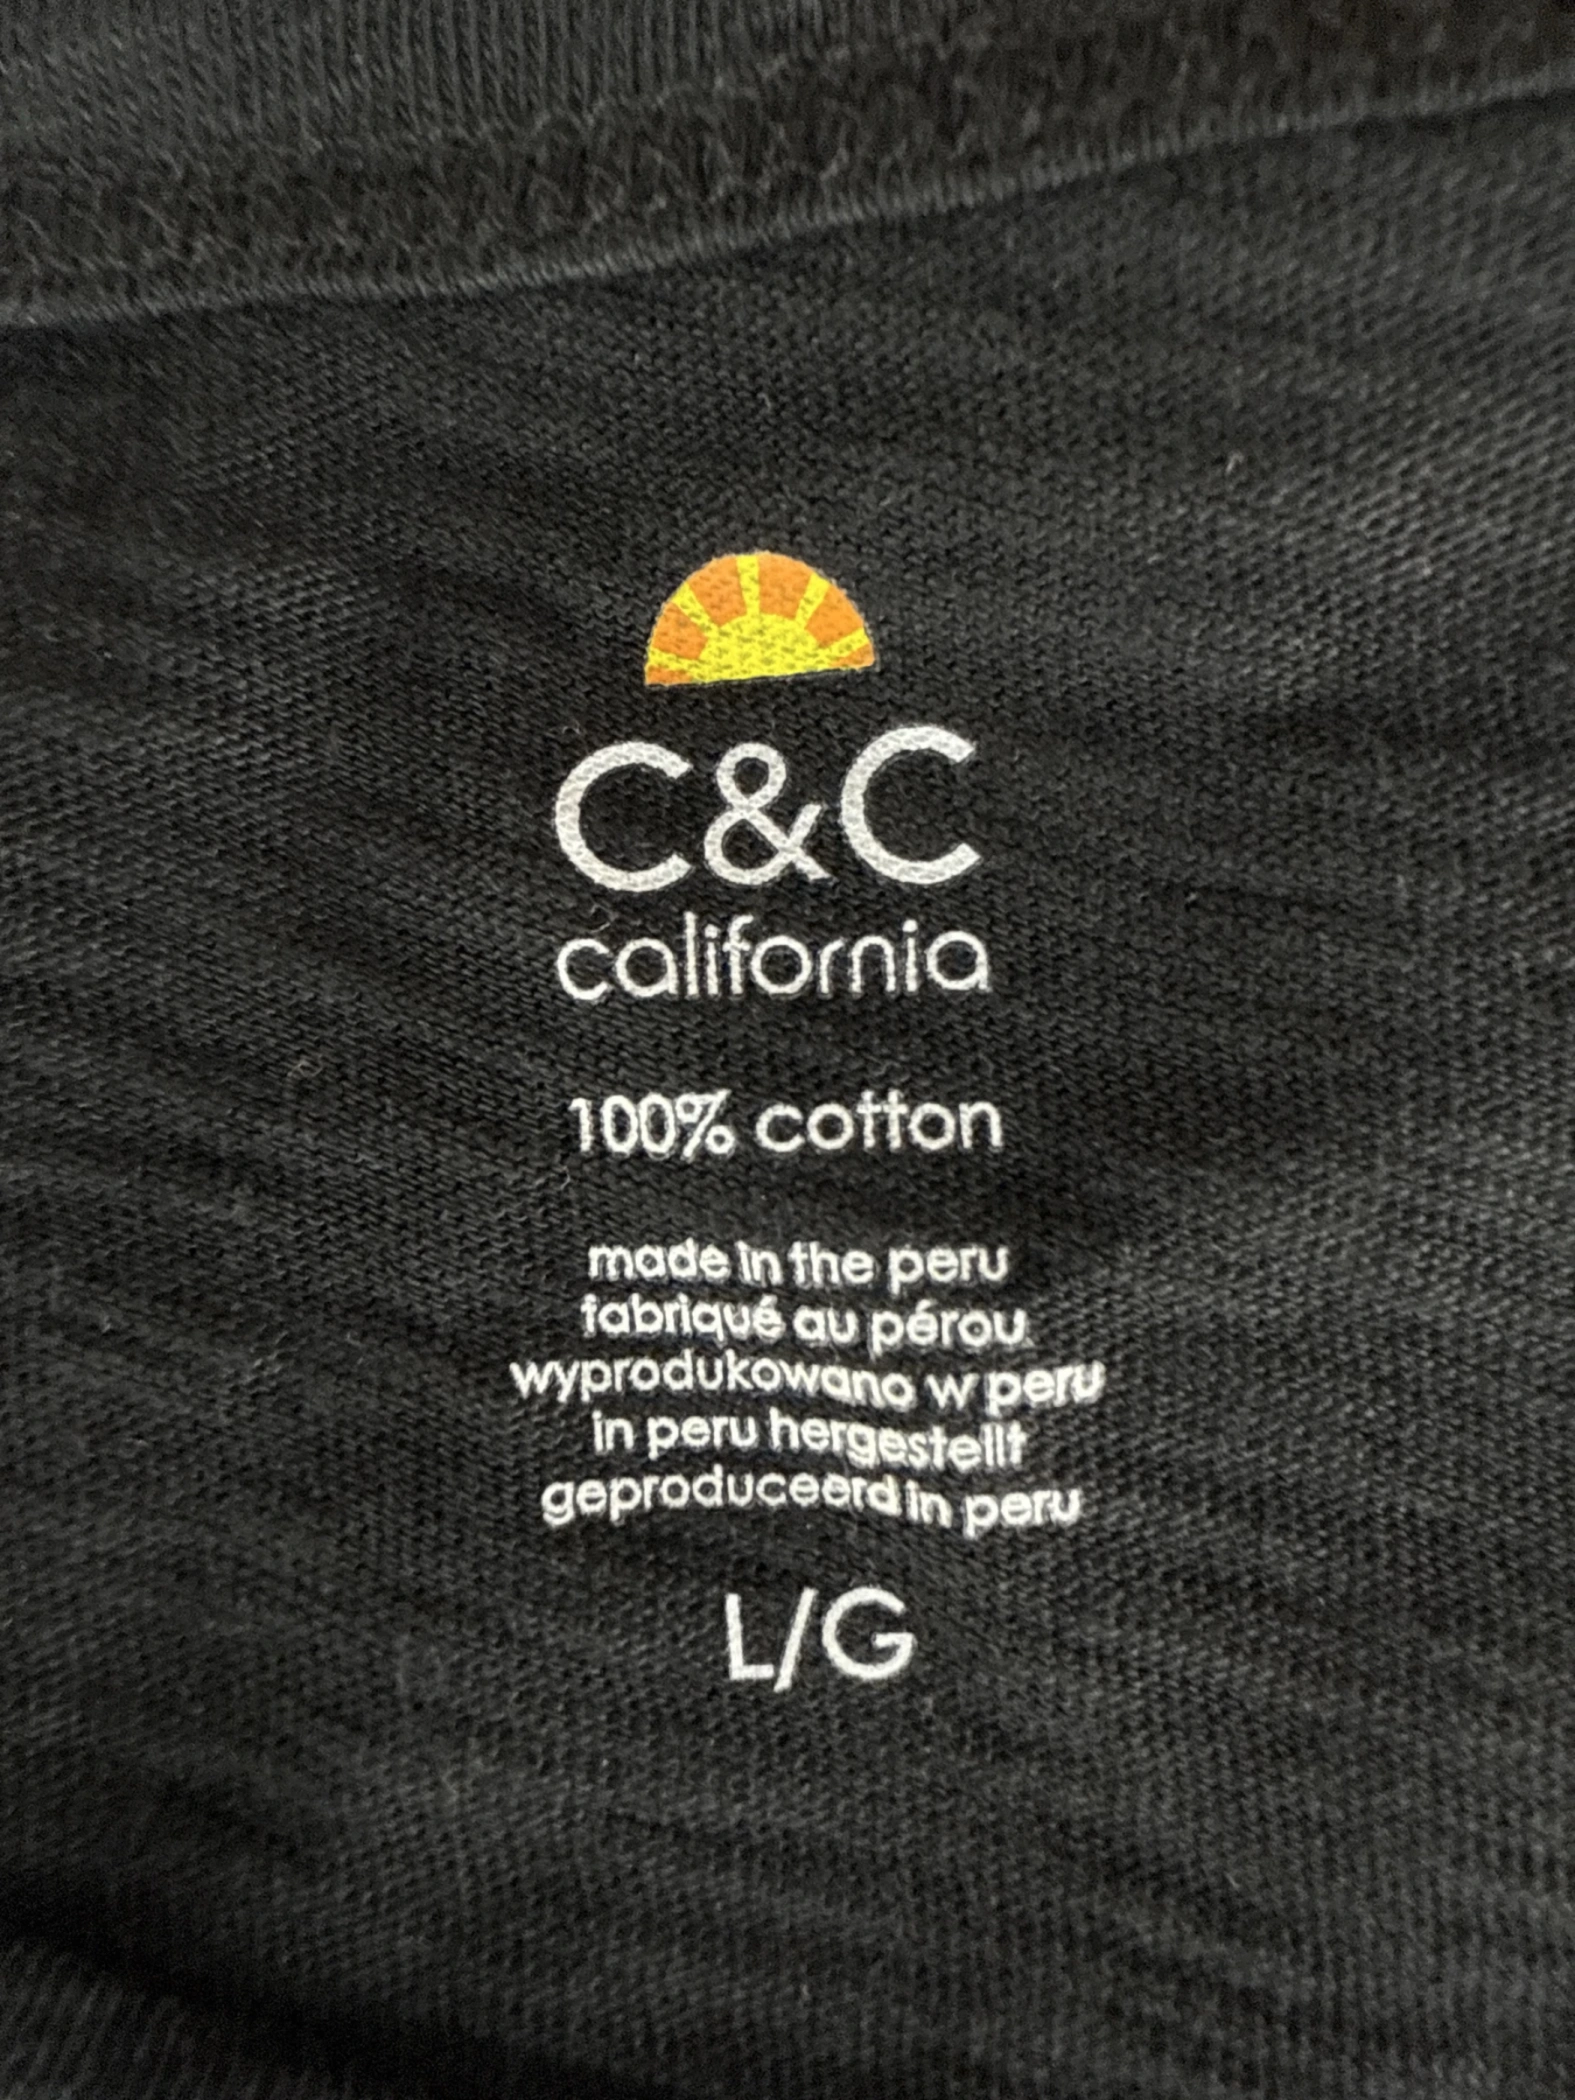 C&C
california
100% cotton
made in the peru
fabriqué au pérou
wyprodukowano w peru
in peru hergestellt
geproduceerd in peru
L/G